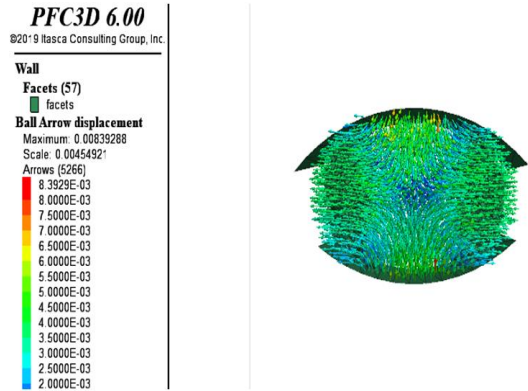 PFC3D 6.00
©2019 Itasca Consulting Group, Inc.
Wall
Facets (57)
facets
Ball Arrow displacement
Maximum: 0.00839288
Scale: 0.00454921
Arrows (5266)
8.3929E-03
8.0000E-03
7.5000E-03
7.0000E-03
6.5000E-03
6.0000E-03
5.5000E-03
5.0000E-03
4.5000E-03
4.0000E-03
3.5000E-03
3.0000E-03
2.5000E-03
2.0000E-03